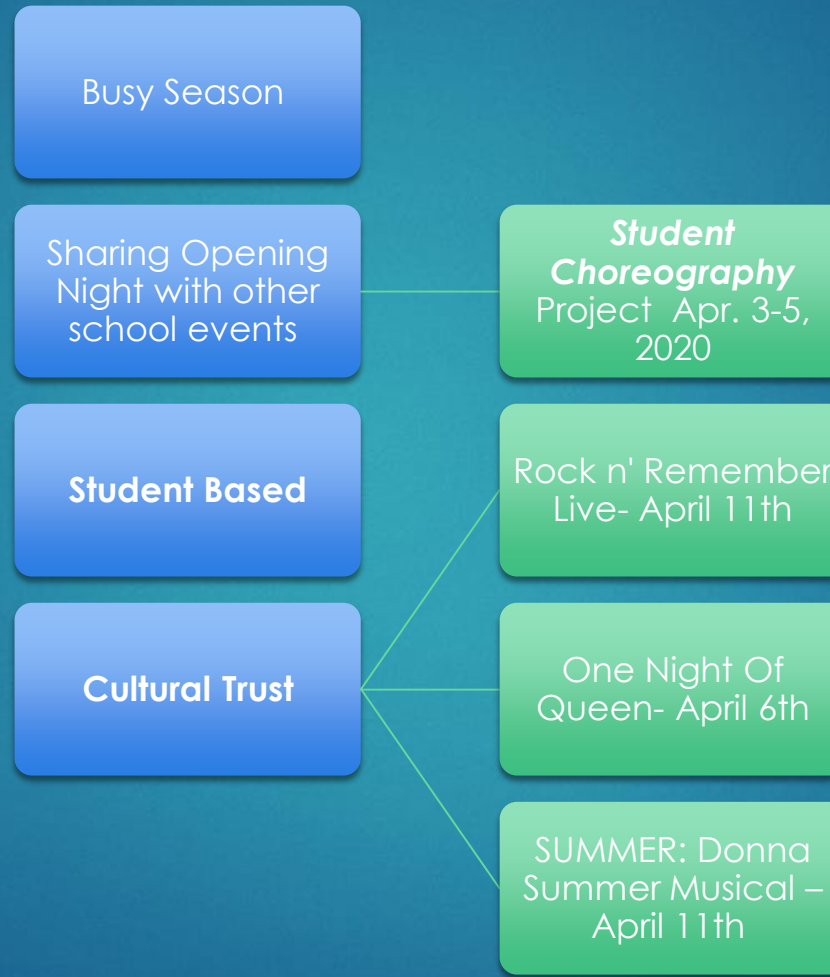 Busy Season
Sharing Opening
Night with other
school events
Student
Choreography
Project Apr. 3-5,
2020
Student Based
Rock n' Remember
Live- April 11th
Cultural Trust
One Night Of
Queen- April 6th
SUMMER: Donna
Summer Musical –
April 11th